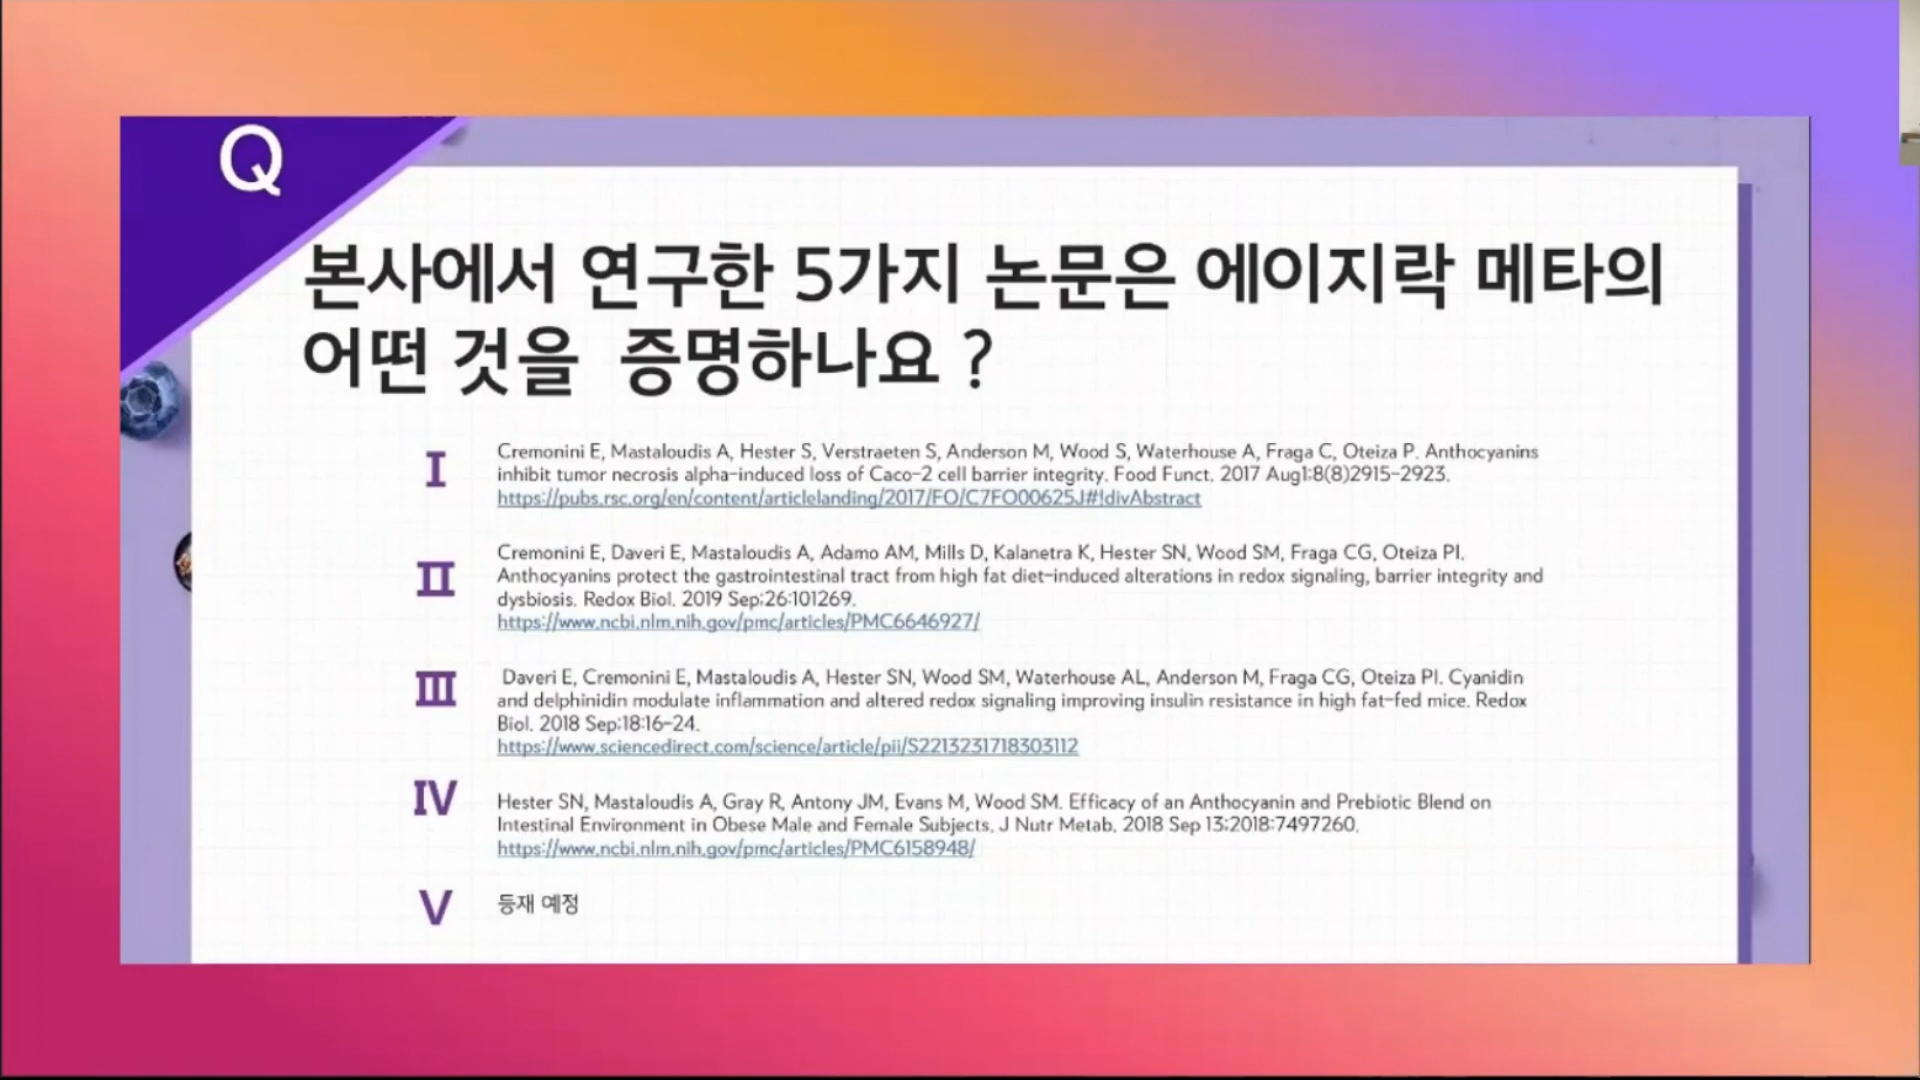 Q
본사에서 연구한 5가지 논문은 에이지락 메타의
어떤 것을 증명하나요 ?
I
Cremonini E, Mastaloudis A, Hester S, Verstraeten S, Anderson M, Wood S, Waterhouse A, Fraga C, Oteiza P. Anthocyanins
inhibit tumor necrosis alpha-induced loss of Caco-2 cell barrier integrity. Food Funct. 2017 Aug1:8(8)2915-2923.
https://pubs.rsc.org/en/content/articlelanding/2017/FO/C7FO00625J#!divAbstract
II
Cremonini E, Daveri E, Mastaloudis A, Adamo AM, Mills D, Kalanetra K, Hester SN, Wood SM, Fraga CG, Oteiza PI.
Anthocyanins protect the gastrointestinal tract from high fat diet-induced alterations in redox signaling, barrier integrity and
dysbiosis. Redox Biol. 2019 Sep:26:101269.
https://www.ncbi.nlm.nih.gov/pmc/articles/PMC6646927/
III
Daveri E, Cremonini E, Mastaloudis A, Hester SN, Wood SM, Waterhouse AL, Anderson M, Fraga CG, Oteiza PI. Cyanidin
and delphinidin modulate inflammation and altered redox signaling improving insulin resistance in high fat-fed mice. Redox
Biol. 2018 Sep:18:16-24.
https://www.sciencedirect.com/science/article/pii/S2213231718303112
IV
Hester SN, Mastaloudis A, Gray R, Antony JM, Evans M, Wood SM. Efficacy of an Anthocyanin and Prebiotic Blend on
Intestinal Environment in Obese Male and Female Subjects. J Nutr Metab. 2018 Sep 13:2018:7497260.
https://www.ncbi.nlm.nih.gov/pmc/articles/PMC6158948/
V
등재 예정